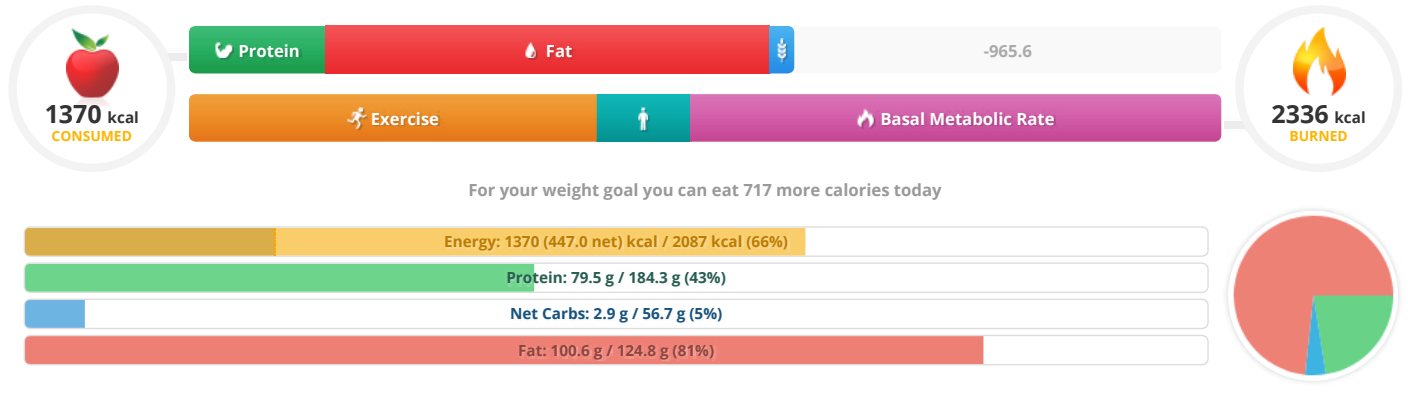 Protein
Fat
-965.6
1370 kcal
CONSUMED
Exercise
Basal Metabolic Rate
2336 kcal
BURNED
For your weight goal you can eat 717 more calories today
Energy: 1370 (447.0 net) kcal / 2087 kcal (66%)
Protein: 79.5 g / 184.3 g (43%)
Net Carbs: 2.9 g / 56.7 g (5%)
Fat: 100.6 g / 124.8 g (81%)